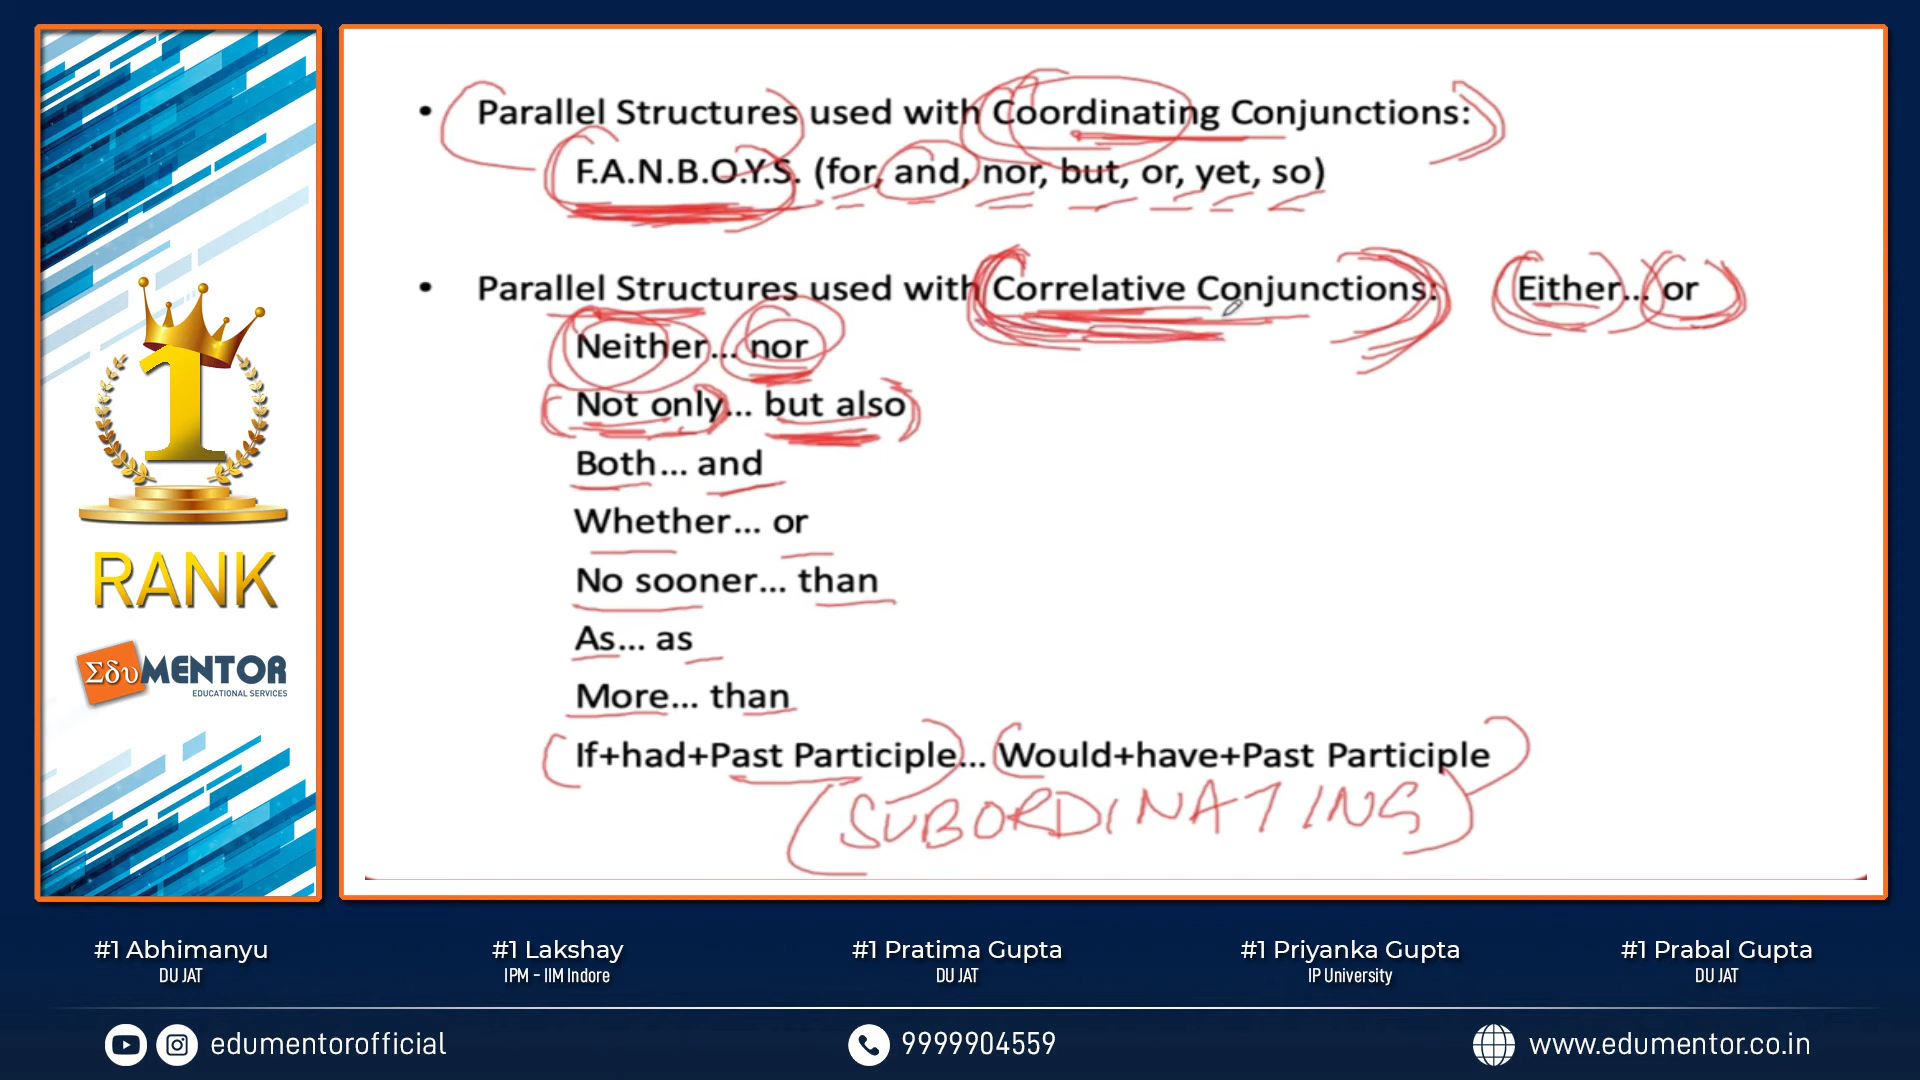 • Parallel Structures used with Coordinating Conjunctions:
F.A.N.B.O.Y.S. (for, and, nor, but, or, yet, so)
• Parallel Structures used with Correlative Conjunctions: Either... or
Neither... nor
Not only... but also
Both... and
Whether... or
No sooner... than
As... as
More... than
If+had+Past Participle... Would+have+Past Participle
(SUBORDINATING)
1
RANK
Σδυ MENTOR
EDUCATIONAL SERVICES
#1 Abhimanyu
DU JAT
#1 Lakshay
IPM - IIM Indore
#1 Pratima Gupta
DU JAT
#1 Priyanka Gupta
IP University
#1 Prabal Gupta
DU JAT
edumentorofficial
9999904559
www.edumentor.co.in